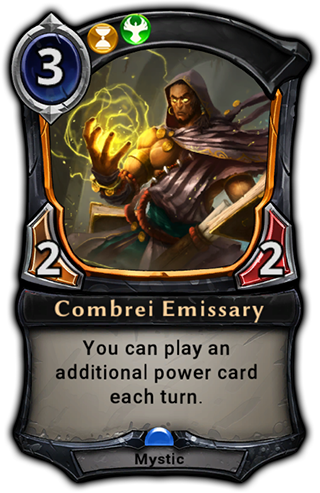 3
2
2
Combrei Emissary
You can play an
additional power card
each turn.
Mystic